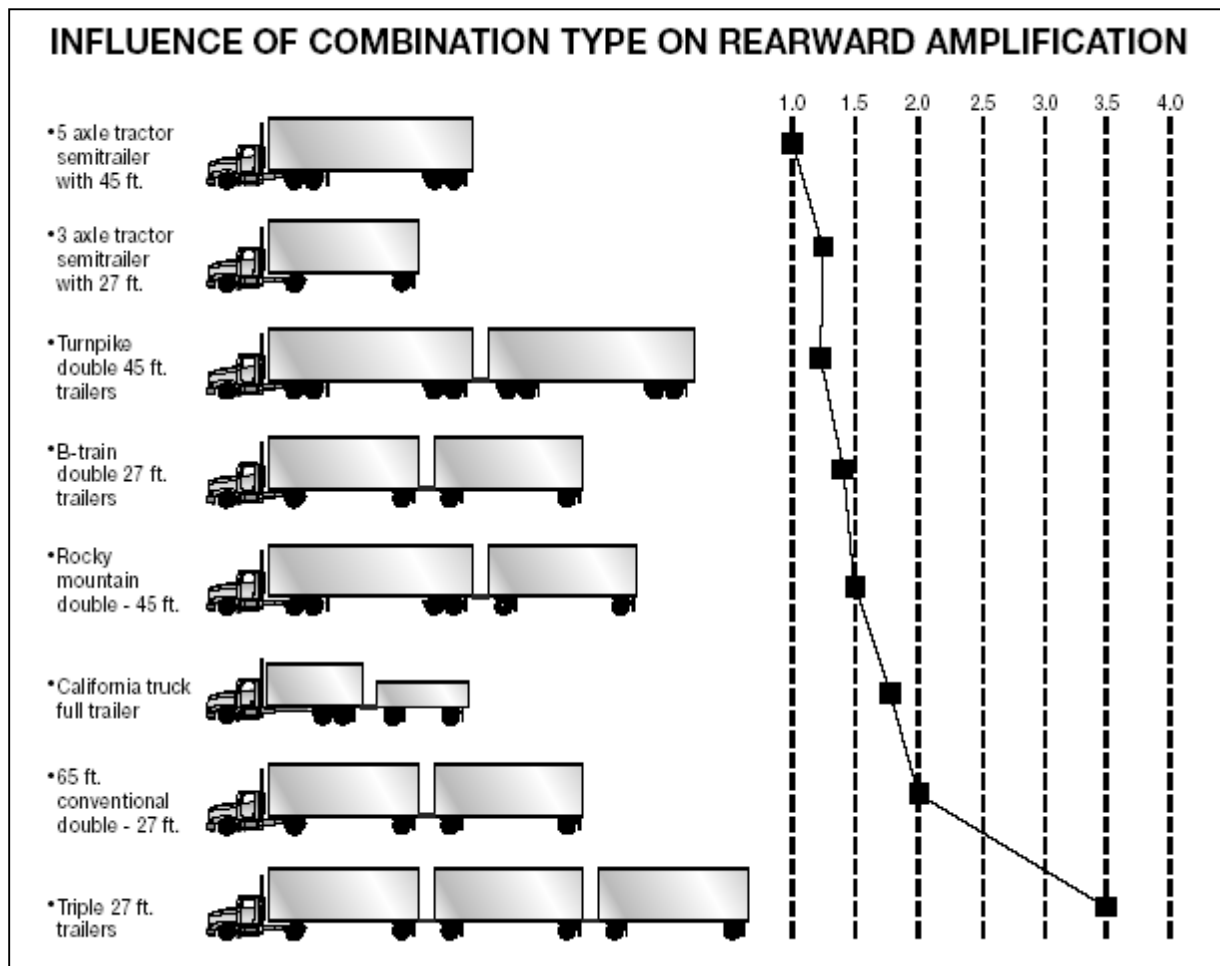 INFLUENCE OF COMBINATION TYPE ON REARWARD AMPLIFICATION
1.0 1.5 2.0 2.5 3.0 3.5 4.0
•5 axle tractor
semitrailer
with 45 ft.
•3 axle tractor
semitrailer
with 27 ft.
•Turnpike
double 45 ft.
trailers
•B-train
double 27 ft.
trailers
•Rocky
mountain
double - 45 ft.
•California truck
full trailer
•65 ft.
conventional
double - 27 ft.
•Triple 27 ft.
trailers